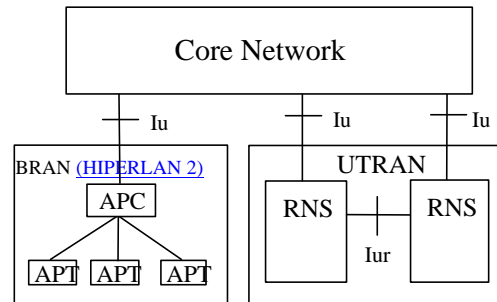 Core Network
Iu Iu Iu
BRAN (HIPERLAN 2) UTRAN
APC RNS RNS
Iur
APT APT APT